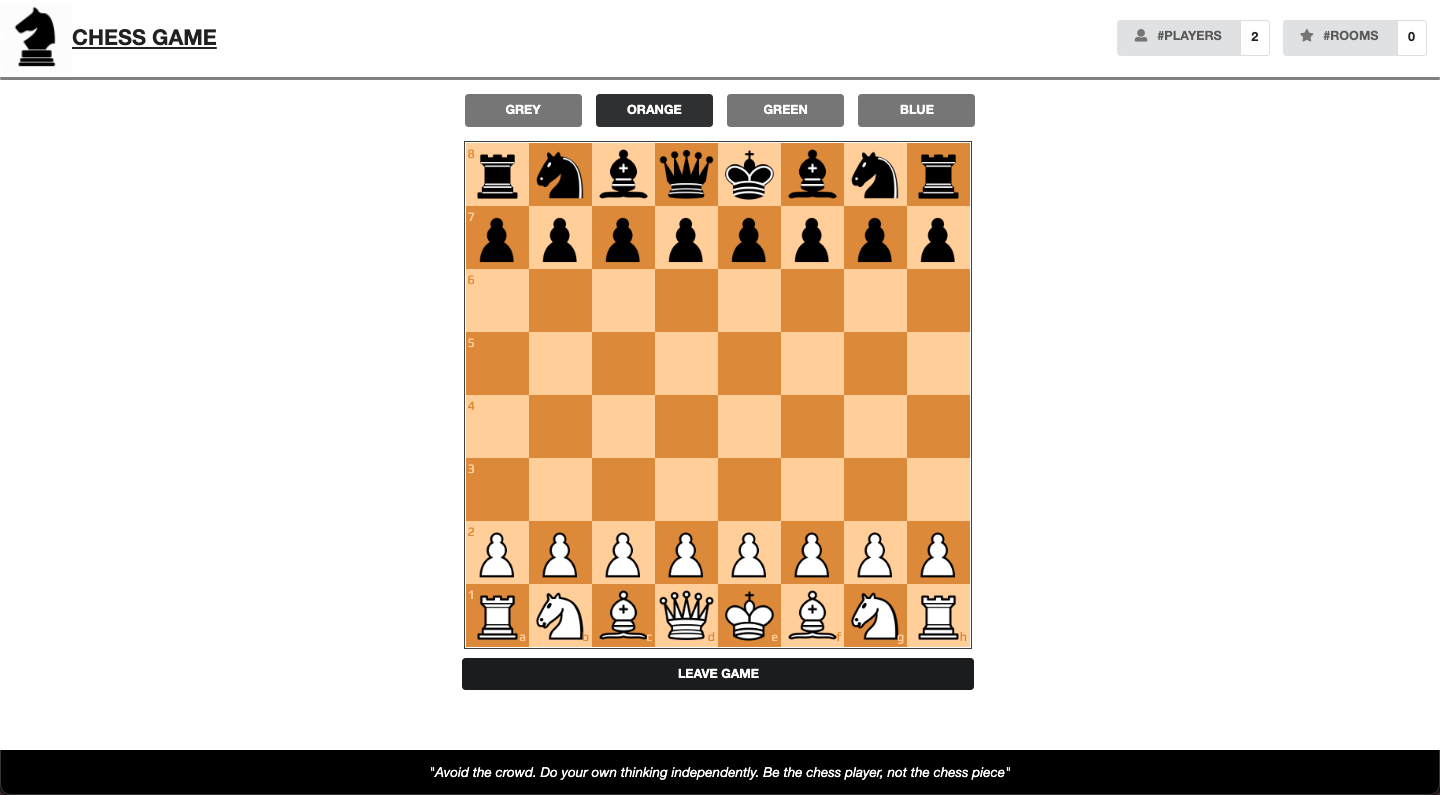 CHESS GAME
#PLAYERS 2 #ROOMS 0
GREY ORANGE GREEN BLUE
8
7
6
5
4
3
2
1
a b c d e f g h
LEAVE GAME
"Avoid the crowd. Do your own thinking independently. Be the chess player, not the chess piece"